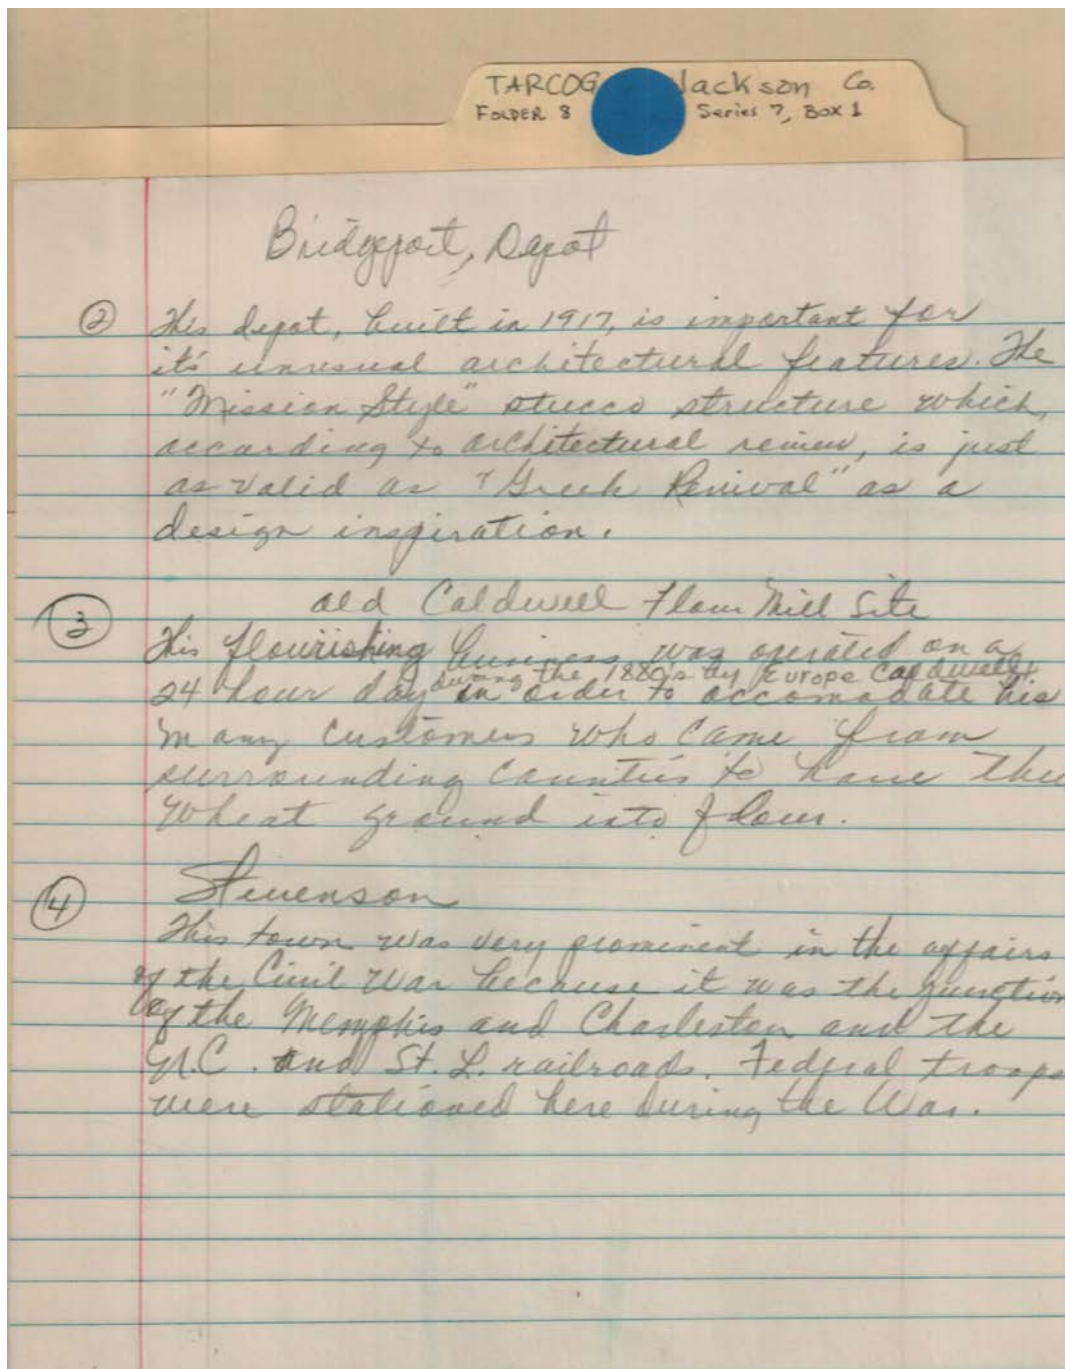 TARCOG Jackson Co.
FOLDER 8 Series 7, Box 1
Bridgeport, Depot
② This depot, built in 1917, is important for
it's unusual architectural features. The
"Mission Style" stucco structure which,
according to architectural review, is just
as valid as "Greek Revival" as a
design inspiration.
old Caldwell Flour Mill Site
③ This flourishing business was operated on a
during the 1880's by Europe Caldwell
24 hour day in order to accomodate his
many customers who came from
surrounding counties to have
wheat ground into flour.
④ Stevenson
This town was very prominent in the affairs
of the Civil War because it was the junction
of the Memphis and Charleston and the
N.C. and St. L. railroads. Federal troops
were stationed here during the War.